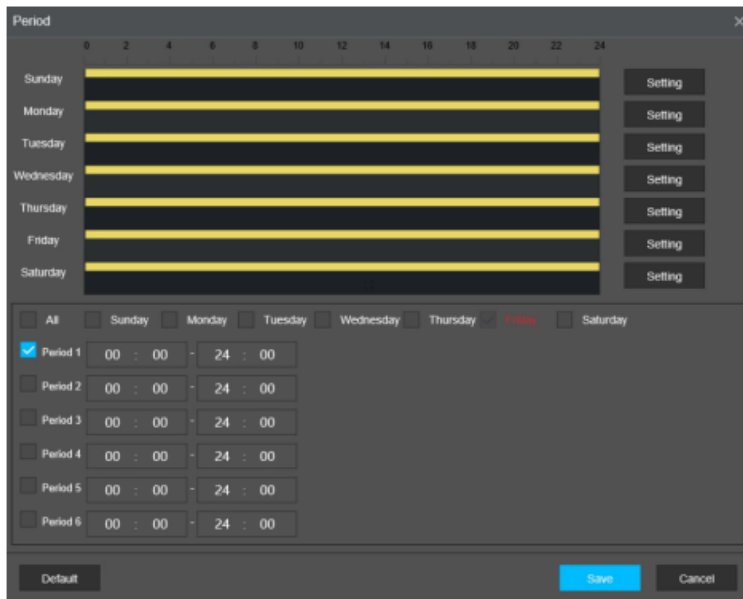 Period
0 2 4 6 8 10 12 14 16 18 20 22 24
Sunday Setting
Monday Setting
Tuesday Setting
Wednesday Setting
Thursday Setting
Friday Setting
Saturday Setting
All Sunday Monday Tuesday Wednesday Thursday Friday Saturday
Period 1 00 : 00 - 24 : 00
Period 2 00 : 00 - 24 : 00
Period 3 00 : 00 - 24 : 00
Period 4 00 : 00 - 24 : 00
Period 5 00 : 00 - 24 : 00
Period 6 00 : 00 - 24 : 00
Default Save Cancel